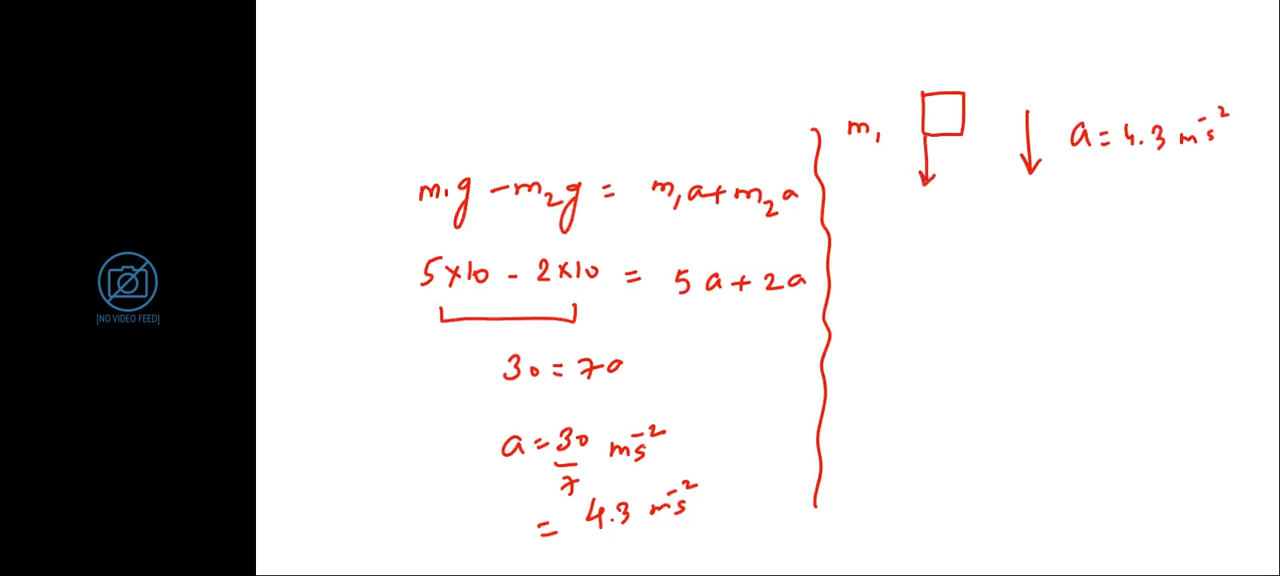 [NO VIDEO FEED]
m₁g - m₂g = m₁a + m₂a
5×10 - 2×10 = 5a + 2a
30 = 7a
a = 30/7 ms⁻²
= 4.3 ms⁻²
m₁
a = 4.3 ms⁻²